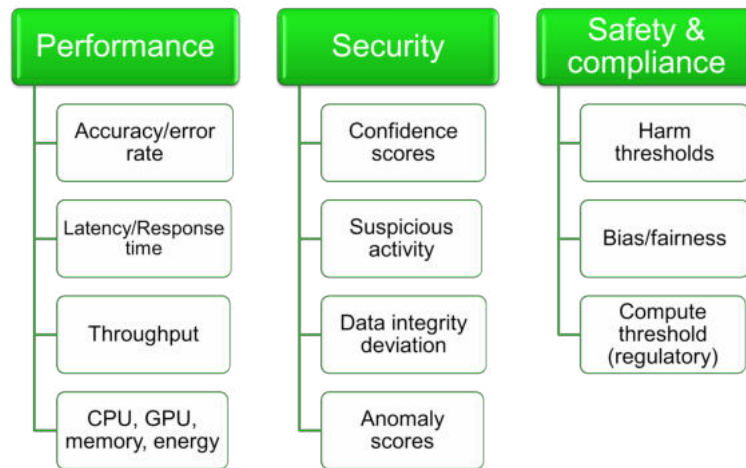 Performance
Accuracy/error
rate
Latency/Response
time
Throughput
CPU, GPU,
memory, energy
Security
Confidence
scores
Suspicious
activity
Data integrity
deviation
Anomaly
scores
Safety &
compliance
Harm
thresholds
Bias/fairness
Compute
threshold
(regulatory)